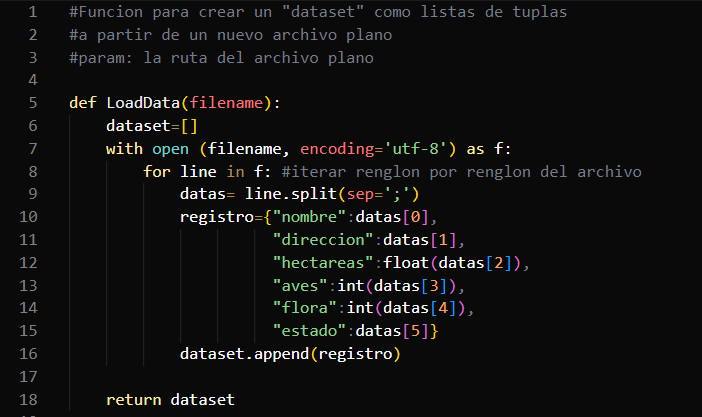 1 #Funcion para crear un "dataset" como listas de tuplas
2 #a partir de un nuevo archivo plano
3 #param: la ruta del archivo plano
4
5 def LoadData(filename):
6     dataset=[]
7     with open (filename, encoding='utf-8') as f:
8         for line in f: #iterar renglon por renglon del archivo
9             datas= line.split(sep=';')
10             registro={"nombre":datas[0],
11                       "direccion":datas[1],
12                       "hectareas":float(datas[2]),
13                       "aves":int(datas[3]),
14                       "flora":int(datas[4]),
15                       "estado":datas[5]}
16             dataset.append(registro)
17
18     return dataset